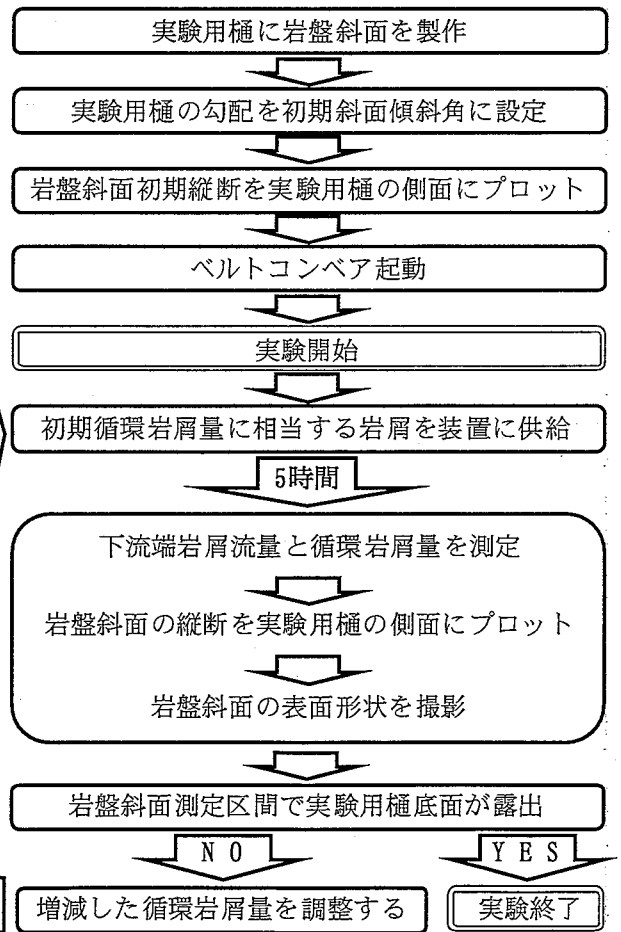 実験用樋に岩盤斜面を製作
実験用樋の勾配を初期斜面傾斜角に設定
岩盤斜面初期縦断を実験用樋の側面にプロット
ベルトコンベア起動
実験開始
初期循環岩屑量に相当する岩屑を装置に供給
5時間
下流端岩屑流量と循環岩屑量を測定
岩盤斜面の縦断を実験用樋の側面にプロット
岩盤斜面の表面形状を撮影
岩盤斜面測定区間で実験用樋底面が露出
NO YES
増減した循環岩屑量を調整する 実験終了